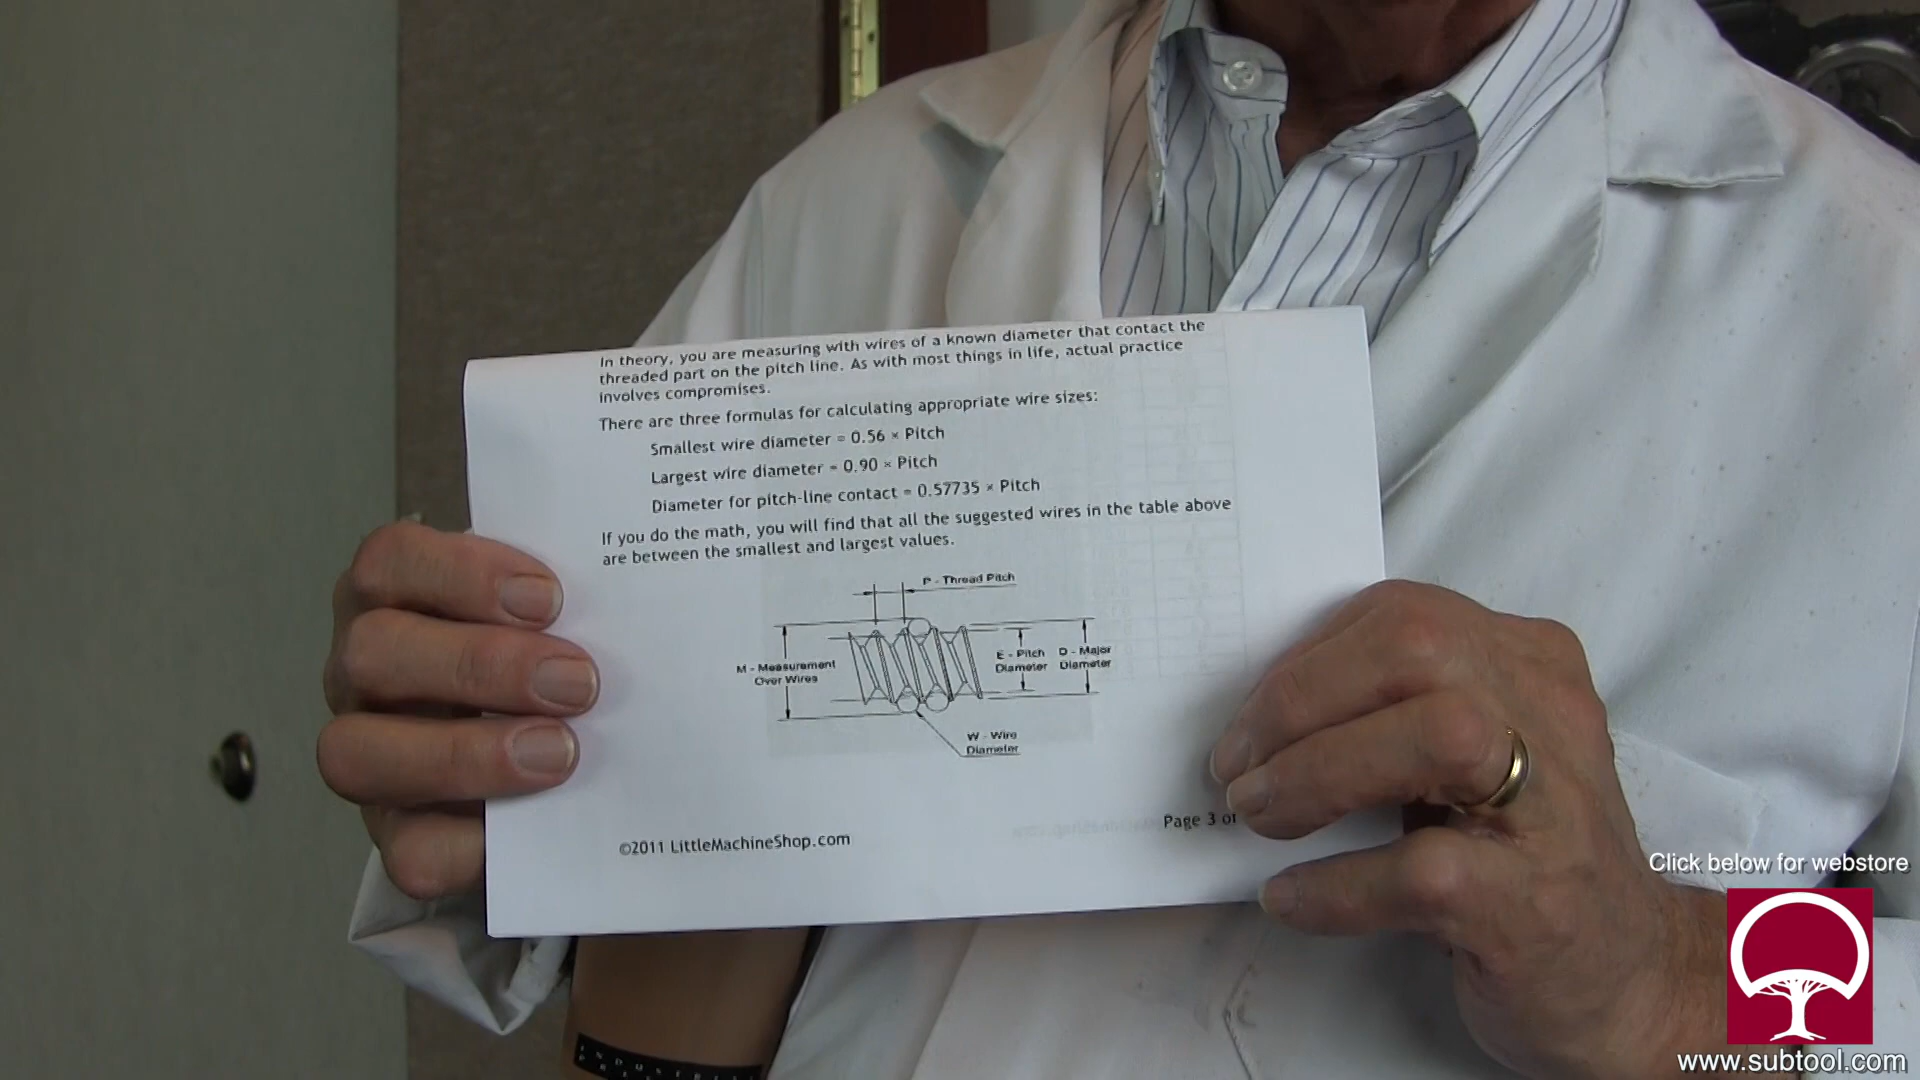 In theory, you are measuring with wires of a known diameter that contact the
threaded part on the pitch line. As with most things in life, actual practice
involves compromises.
There are three formulas for calculating appropriate wire sizes:
Smallest wire diameter = 0.56 × Pitch
Largest wire diameter = 0.90 × Pitch
Diameter for pitch-line contact = 0.57735 × Pitch
If you do the math, you will find that all the suggested wires in the table above
are between the smallest and largest values.
P - Thread Pitch
M - Measurement
Over Wires
E - Pitch
Diameter
D - Major
Diameter
W - Wire
Diameter
©2011 LittleMachineShop.com
Page 3 of
Click below for webstore
www.subtool.com